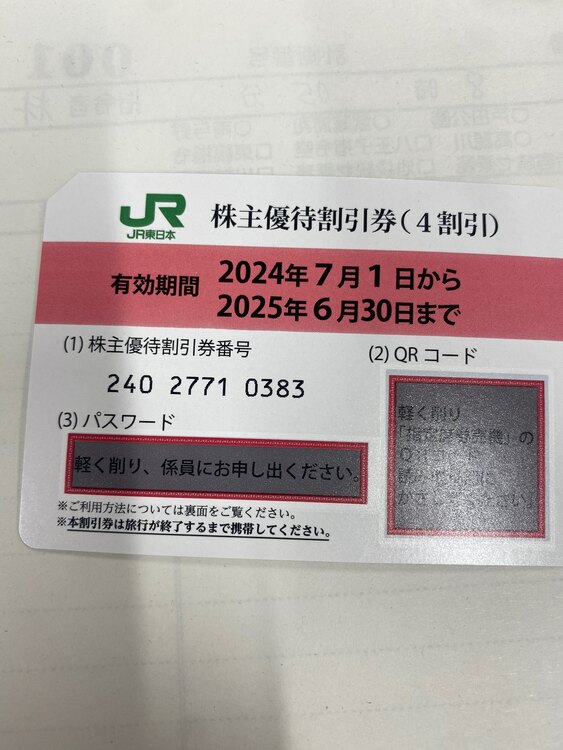 JR
JR東日本
株主優待割引券(4割引)
有効期間
2024年7月1日から
2025年6月30日まで
(1) 株主優待割引券番号
240 2771 0383
(2) QRコード
軽く削り
「指定席券売機」の
(3) パスワード
軽く削り、係員にお申し出ください。
※ご利用方法については裏面をご覧ください。
※本割引券は旅行が終了するまで携帯してください。